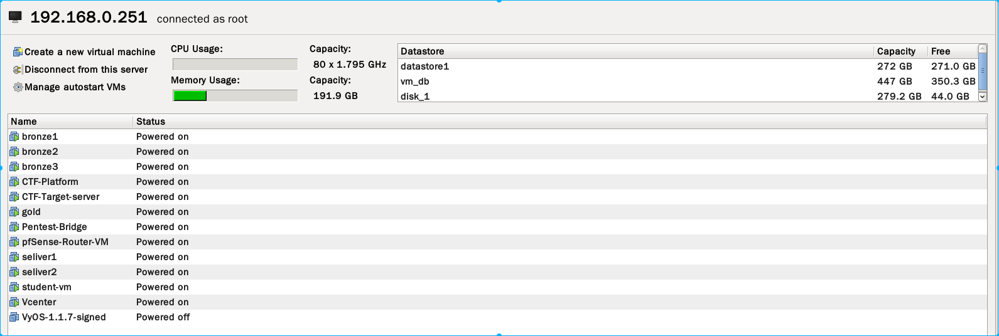 192.168.0.251 connected as root
Create a new virtual machine
Disconnect from this server
Manage autostart VMs
CPU Usage:
Capacity:
80 x 1.795 GHz
Memory Usage:
Capacity:
191.9 GB
Datastore Capacity Free
datastore1 272 GB 271.0 GB
vm_db 447 GB 350.3 GB
disk_1 279.2 GB 44.0 GB
Name Status
bronze1 Powered on
bronze2 Powered on
bronze3 Powered on
CTF-Platform Powered on
CTF-Target-server Powered on
gold Powered on
Pentest-Bridge Powered on
pfSense-Router-VM Powered on
seliver1 Powered on
seliver2 Powered on
student-vm Powered on
Vcenter Powered on
VyOS-1.1.7-signed Powered off